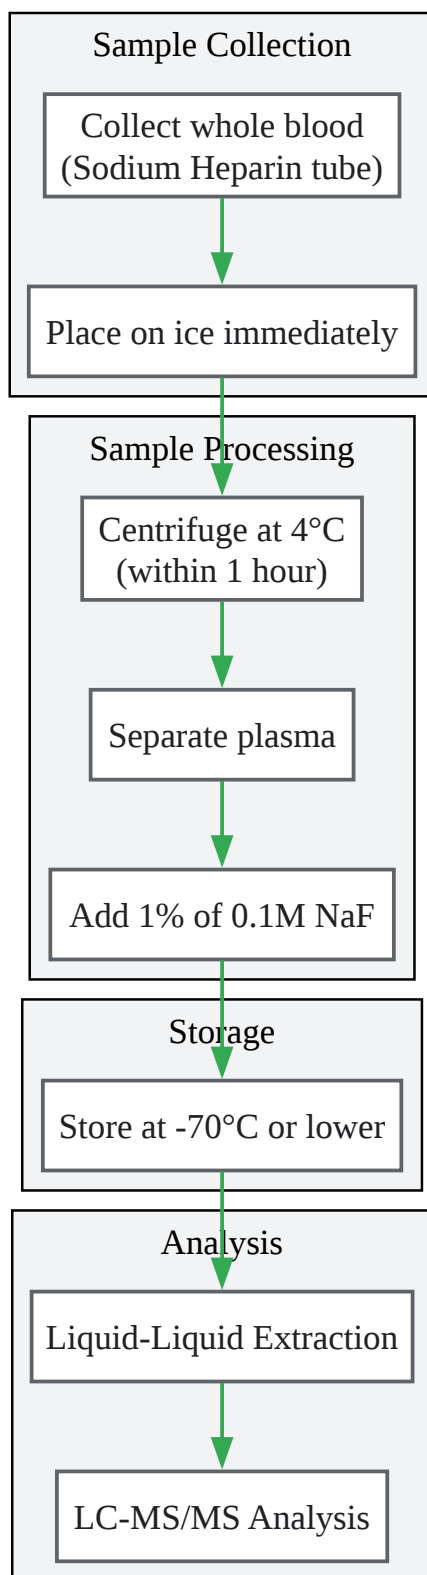 Sample Collection
Collect whole blood
(Sodium Heparin tube)
Place on ice immediately
Sample Processing
Centrifuge at 4°C
(within 1 hour)
Separate plasma
Add 1% of 0.1M NaF
Storage
Store at -70°C or lower
Analysis
Liquid-Liquid Extraction
LC-MS/MS Analysis